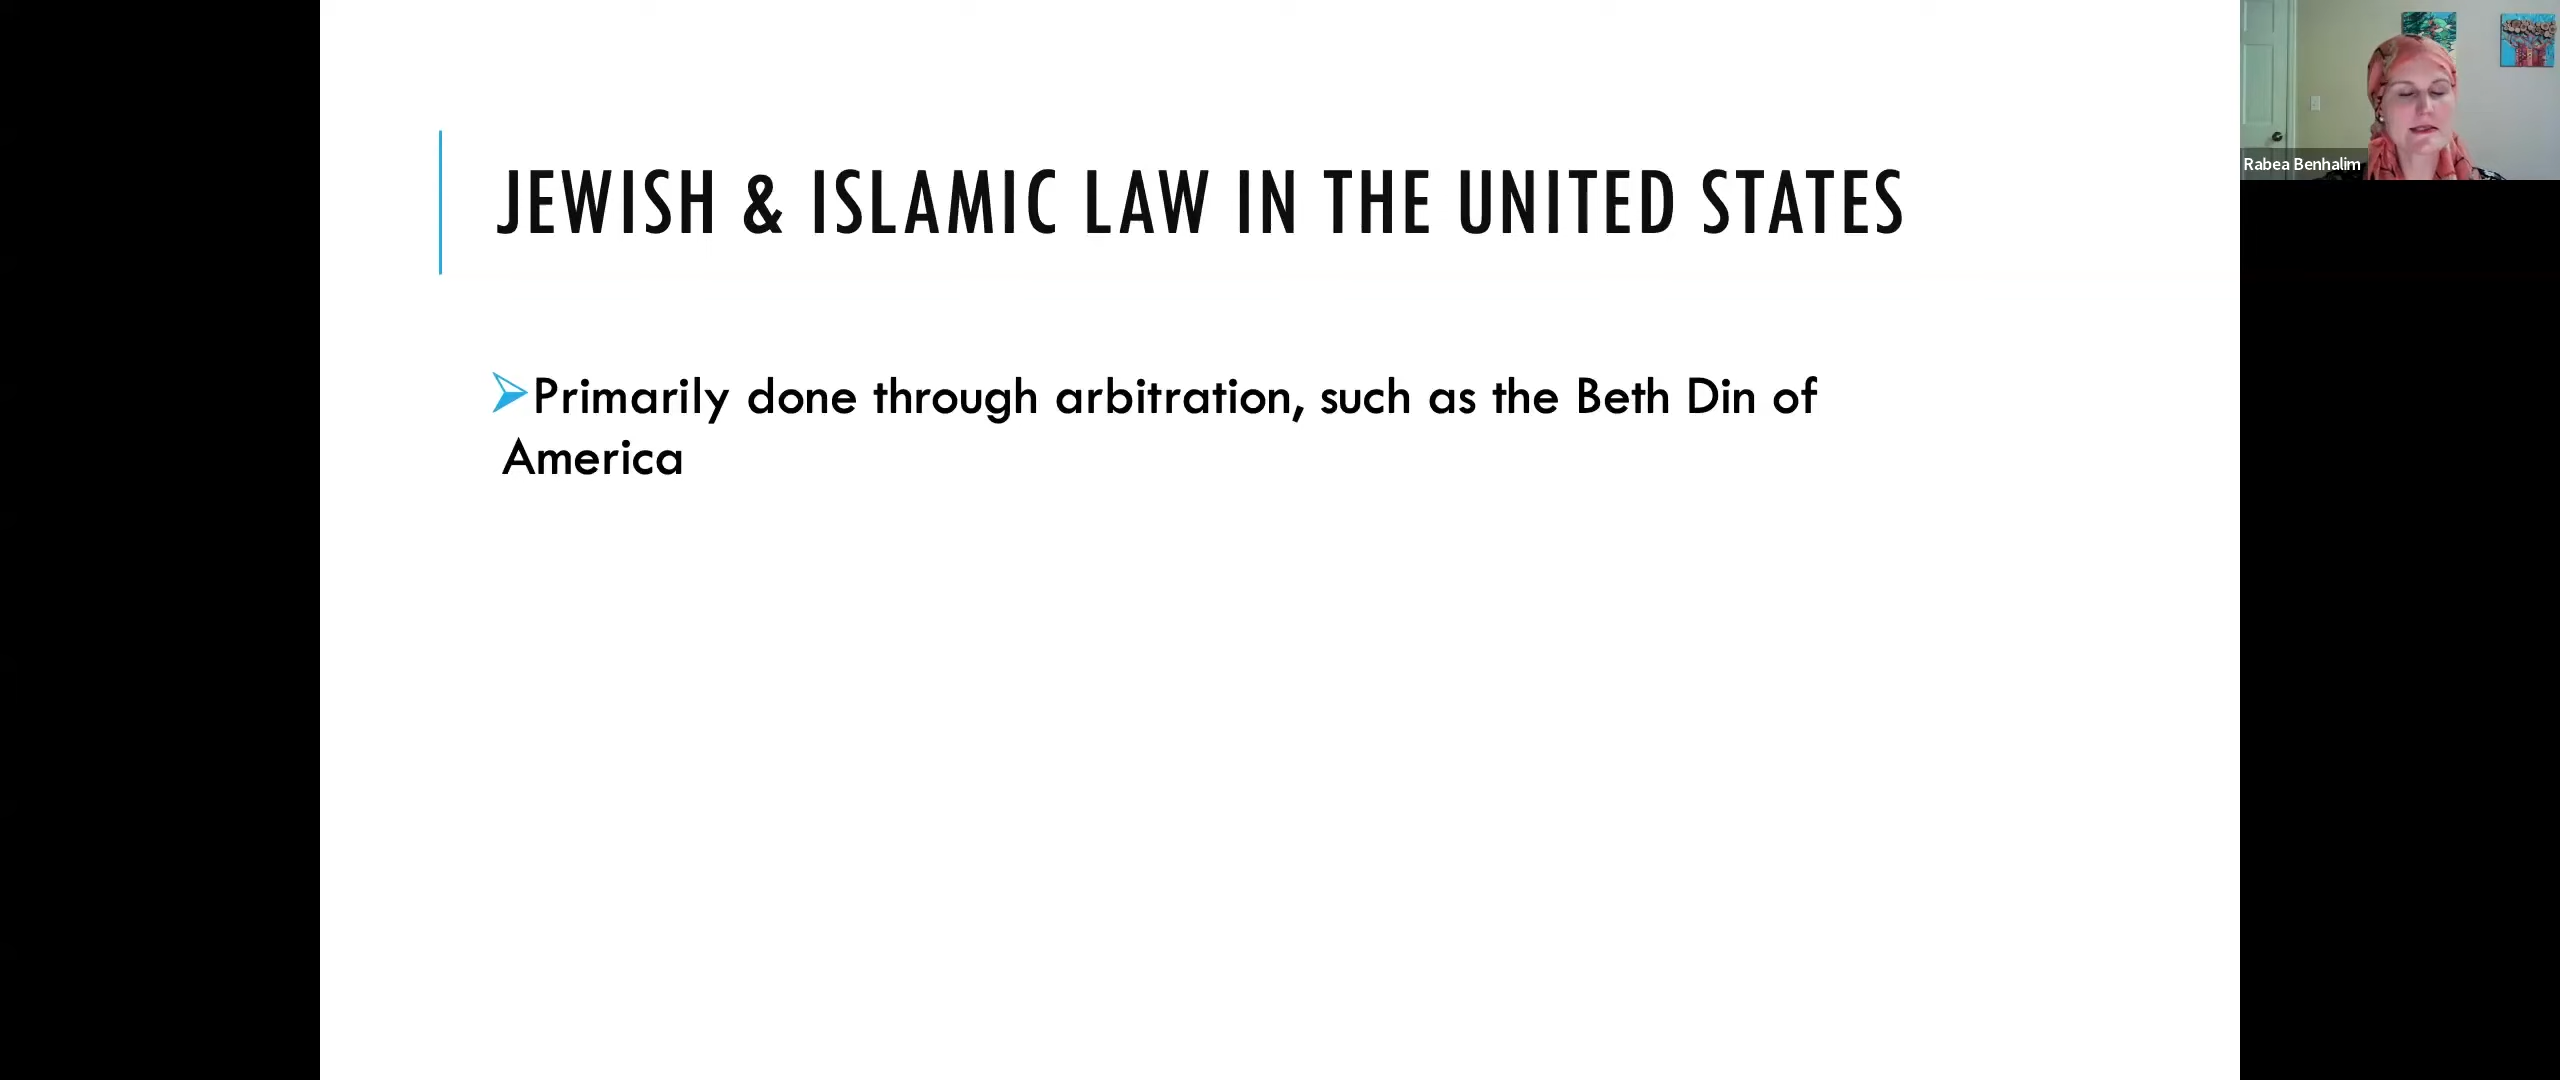 JEWISH & ISLAMIC LAW IN THE UNITED STATES
Primarily done through arbitration, such as the Beth Din of
America
Rabea Benhalim